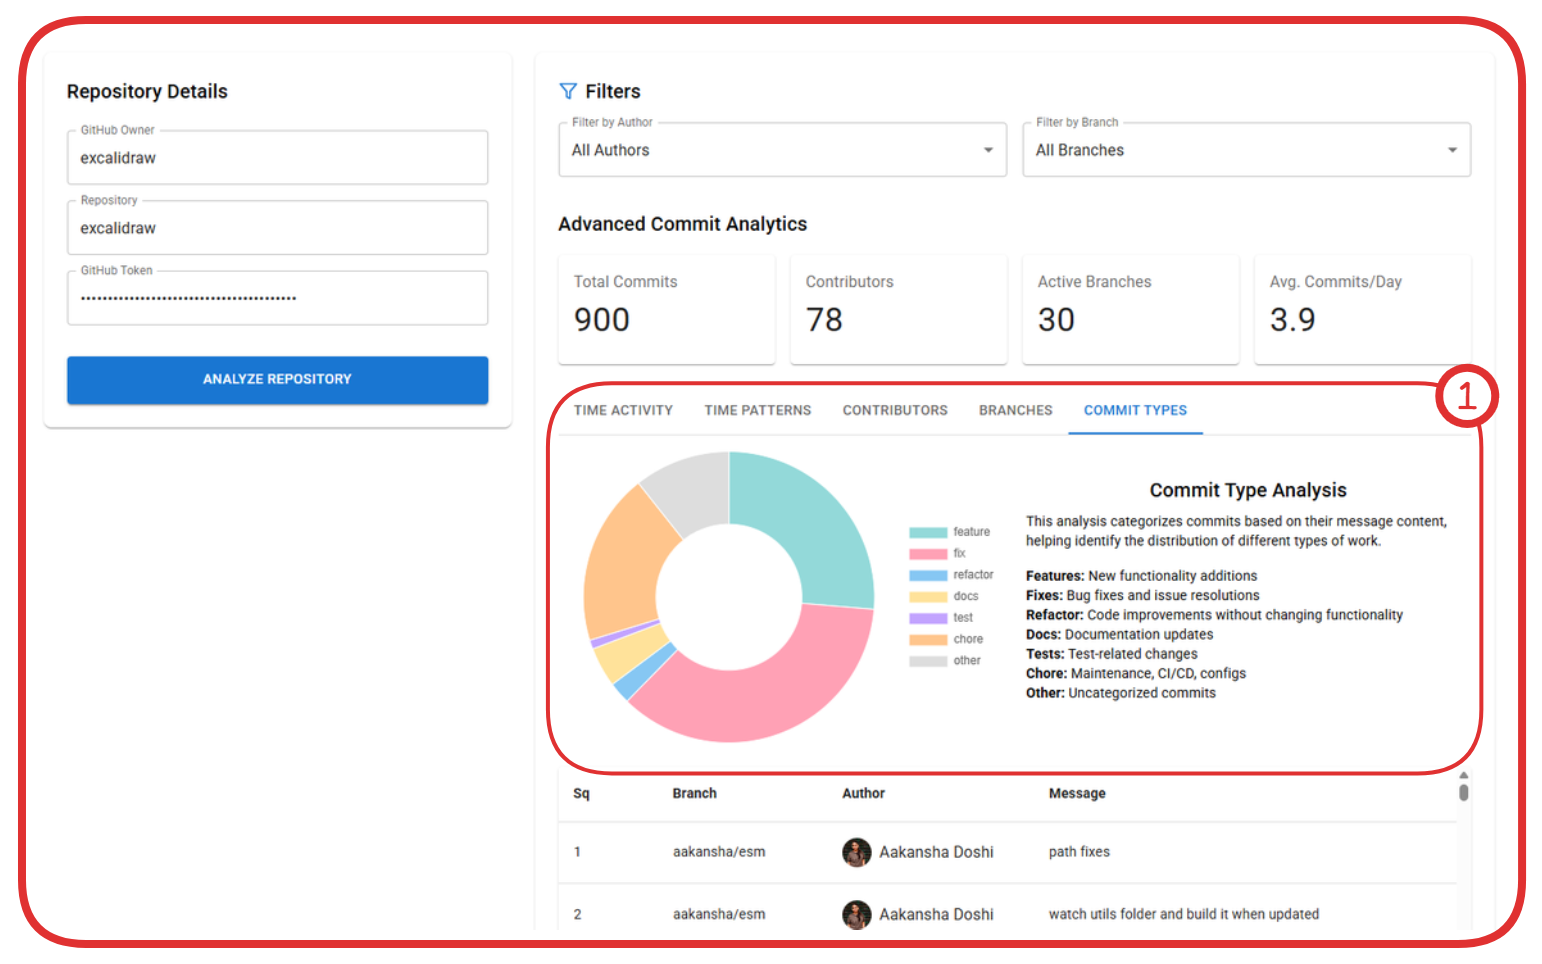 Repository Details
GitHub Owner
excalidraw
Repository
excalidraw
GitHub Token
••••••••••••••••••••••••••••••••••••••••
ANALYZE REPOSITORY
Filters
Filter by Author
All Authors
Filter by Branch
All Branches
Advanced Commit Analytics
Total Commits
900
Contributors
78
Active Branches
30
Avg. Commits/Day
3.9
1
TIME ACTIVITY TIME PATTERNS CONTRIBUTORS BRANCHES COMMIT TYPES
feature
fix
refactor
docs
test
chore
other
Commit Type Analysis
This analysis categorizes commits based on their message content,
helping identify the distribution of different types of work.
Features: New functionality additions
Fixes: Bug fixes and issue resolutions
Refactor: Code improvements without changing functionality
Docs: Documentation updates
Tests: Test-related changes
Chore: Maintenance, CI/CD, configs
Other: Uncategorized commits
Sq Branch Author Message
1 aakansha/esm Aakansha Doshi path fixes
2 aakansha/esm Aakansha Doshi watch utils folder and build it when updated